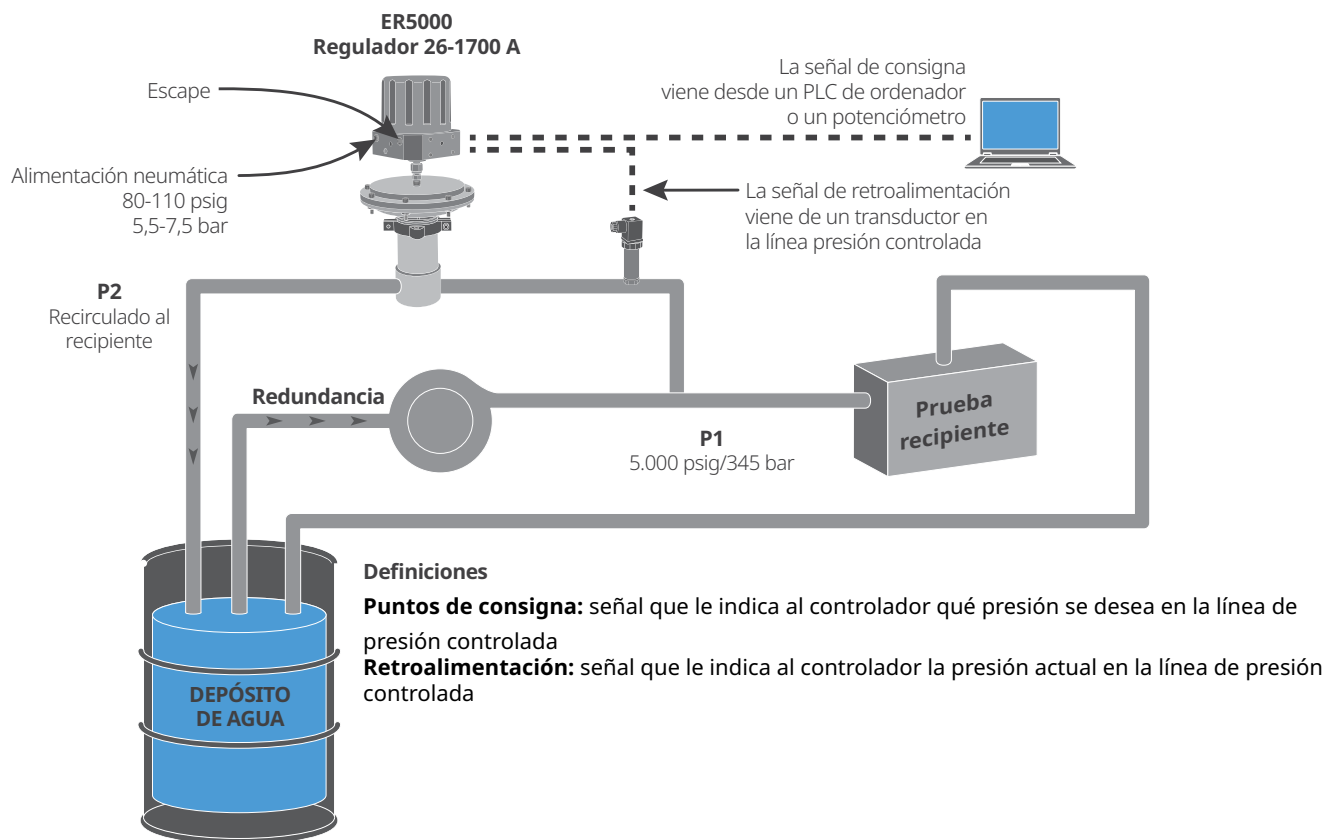 ER5000
Regulador 26-1700 A
Escape
La señal de consigna
viene desde un PLC de ordenador
o un potenciómetro
Alimentación neumática
80-110 psig
5,5-7,5 bar
La señal de retroalimentación
viene de un transductor en
la línea presión controlada
P2
Recirculado al
recipiente
Redundancia
P1
5.000 psig/345 bar
Prueba
recipiente
Definiciones
Puntos de consigna: señal que le indica al controlador qué presión se desea en la línea de
presión controlada
Retroalimentación: señal que le indica al controlador la presión actual en la línea de presión
controlada
DEPÓSITO
DE AGUA